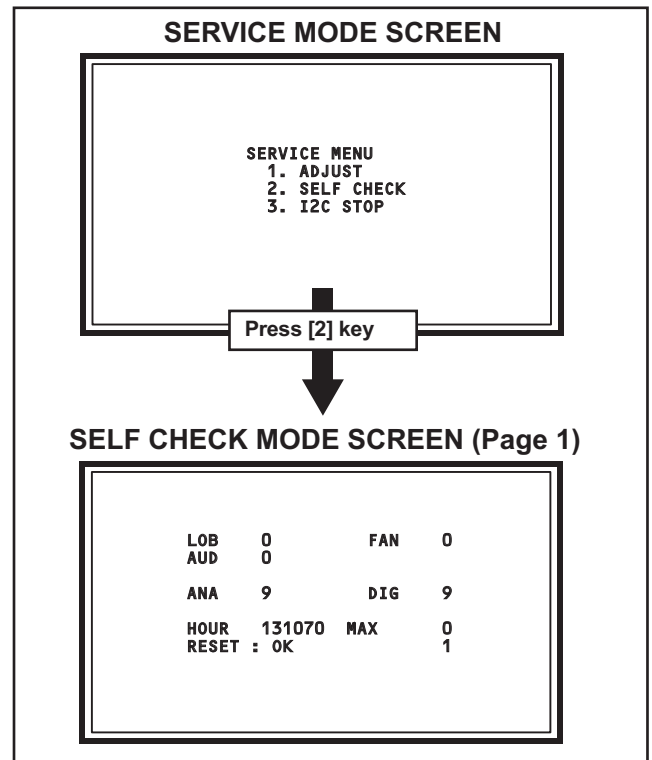 SERVICE MODE SCREEN
SERVICE MENU
1. ADJUST
2. SELF CHECK
3. I2C STOP
Press [2] key
SELF CHECK MODE SCREEN (Page 1)
LOB 0 FAN 0
AUD 0
ANA 9 DIG 9
HOUR 131070 MAX 0
RESET : OK 1